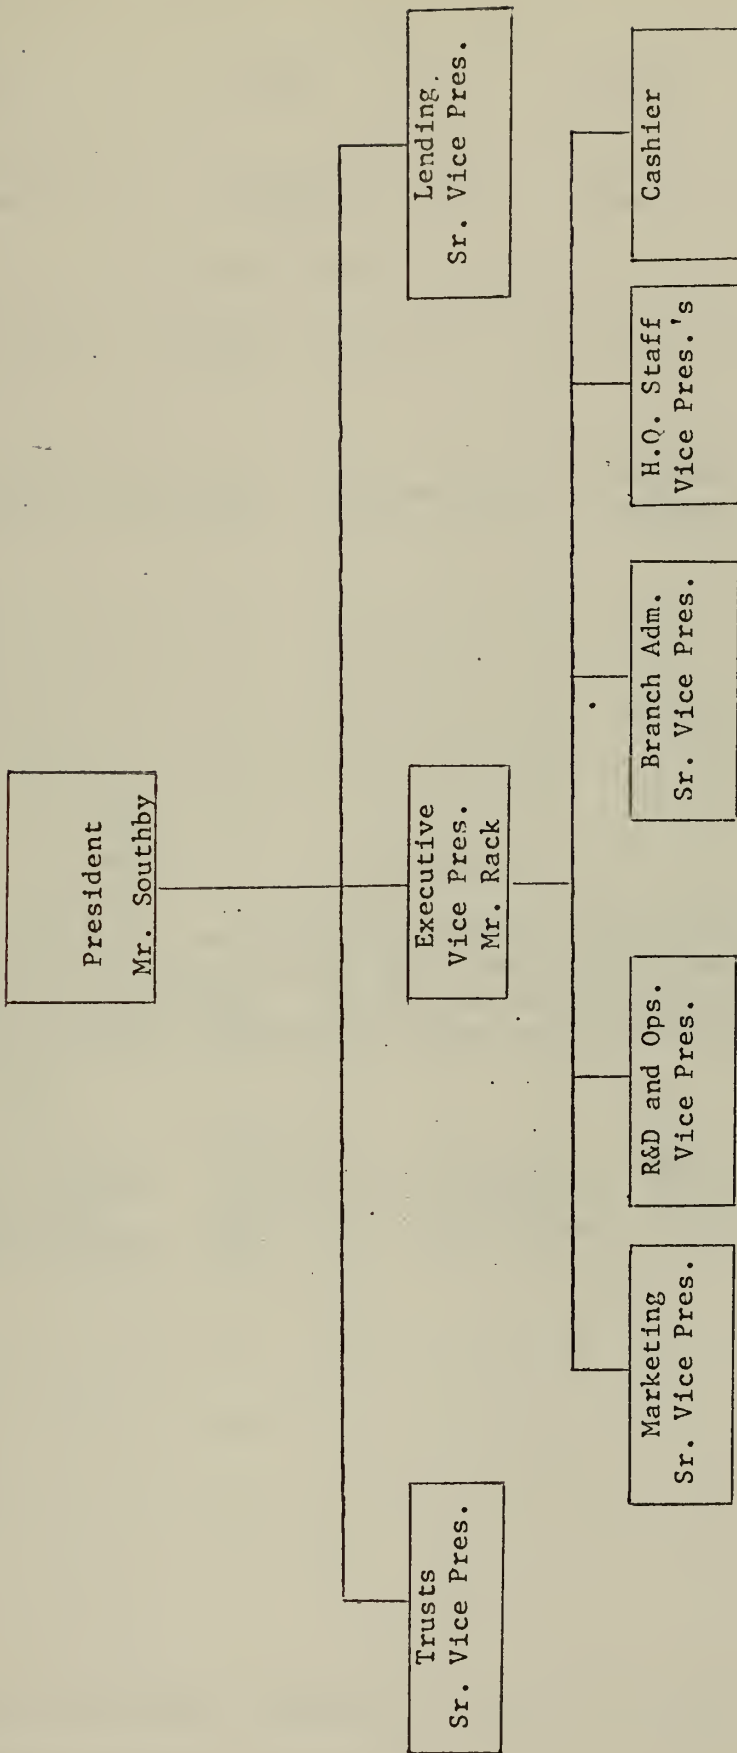 President
Mr. Southby
Trusts
Sr. Vice Pres.
Executive
Vice Pres.
Mr. Rack
Lending.
Sr. Vice Pres.
Marketing
Sr. Vice Pres.
R&D and Ops.
Vice Pres.
Branch Adm.
Sr. Vice Pres.
H.Q. Staff
Vice Pres.'s
Cashier